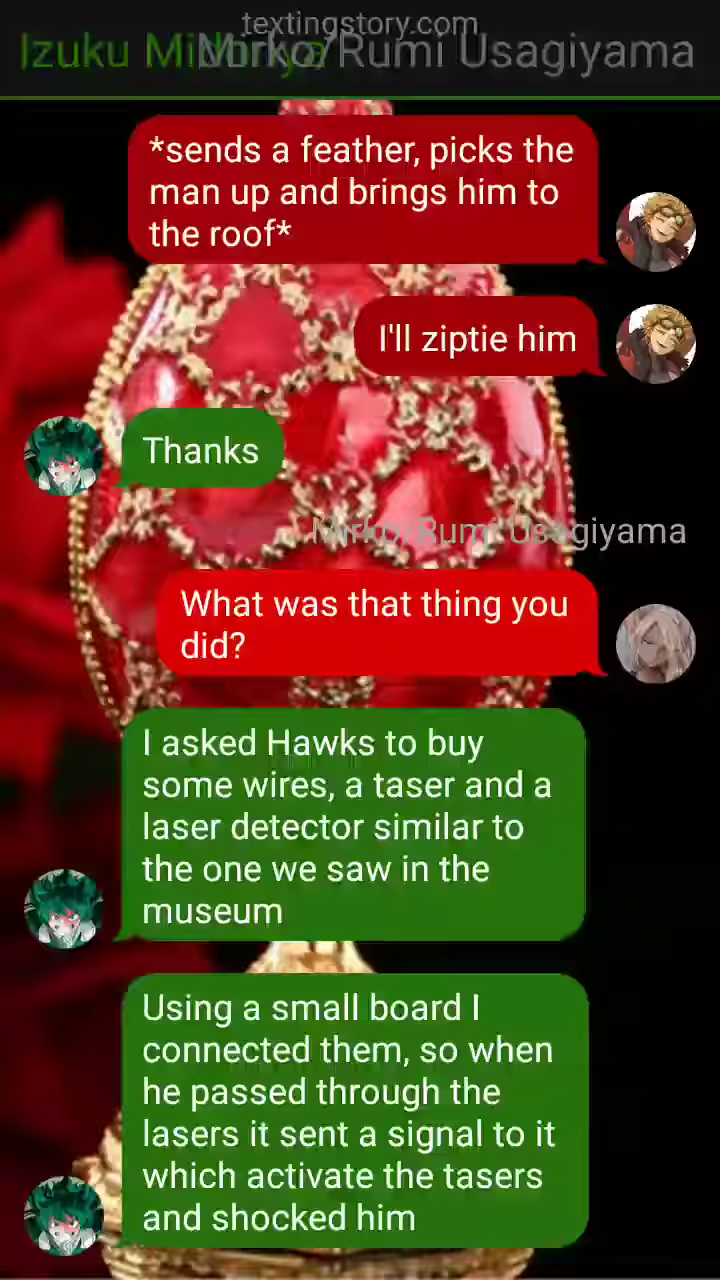 textingstory.com
Izuku Midoriya
Mirko/Rumi Usagiyama
*sends a feather, picks the
man up and brings him to
the roof*
I'll ziptie him
Thanks
Mirko/Rumi Usagiyama
What was that thing you
did?
I asked Hawks to buy
some wires, a taser and a
laser detector similar to
the one we saw in the
museum
Using a small board I
connected them, so when
he passed through the
lasers it sent a signal to it
which activate the tasers
and shocked him